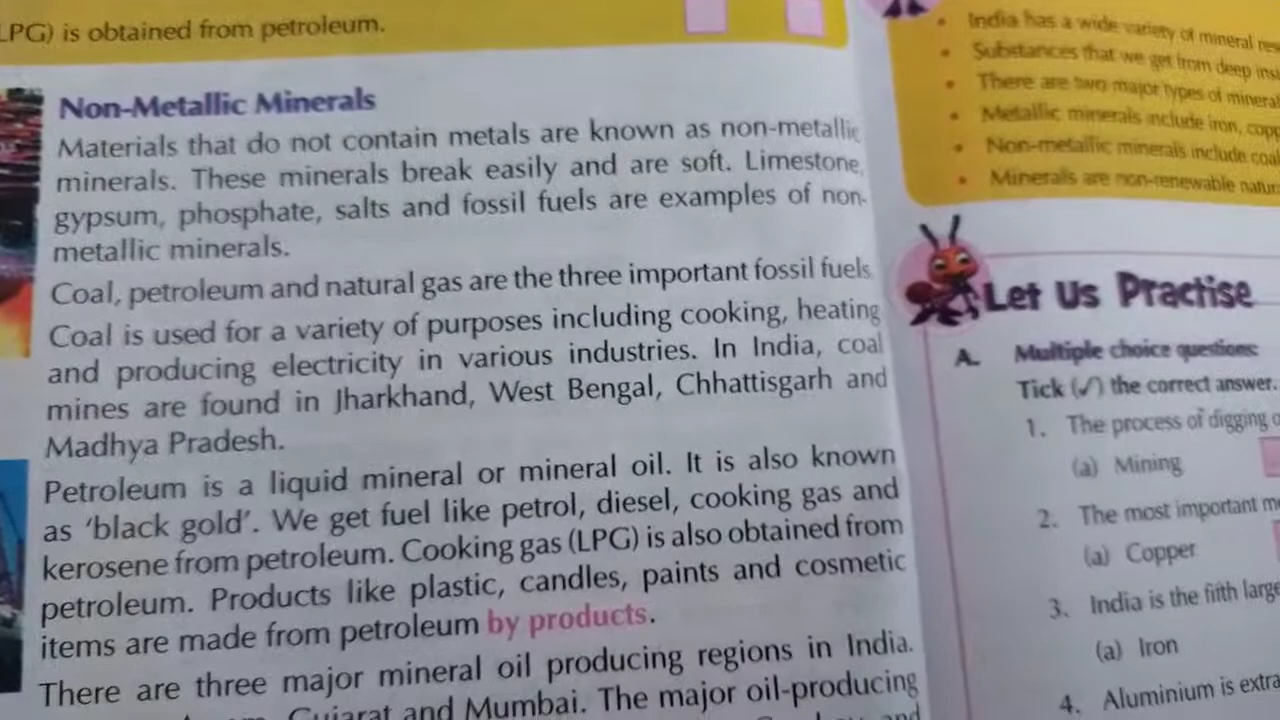 LPG) is obtained from petroleum.
Non-Metallic Minerals
Materials that do not contain metals are known as non-metallic
minerals. These minerals break easily and are soft. Limestone,
gypsum, phosphate, salts and fossil fuels are examples of non-
metallic minerals.
Coal, petroleum and natural gas are the three important fossil fuels.
Coal is used for a variety of purposes including cooking, heating
and producing electricity in various industries. In India, coal
mines are found in Jharkhand, West Bengal, Chhattisgarh and
Madhya Pradesh.
Petroleum is a liquid mineral or mineral oil. It is also known
as ‘black gold’. We get fuel like petrol, diesel, cooking gas and
kerosene from petroleum. Cooking gas (LPG) is also obtained from
petroleum. Products like plastic, candles, paints and cosmetic
items are made from petroleum by products.
There are three major mineral oil producing regions in India.
Gujarat and Mumbai. The major oil-producing
and
• India has a wide variety of mineral
• Substances that we get from deep
• There are two major types of
• Metallic minerals include iron,
• Non-metallic minerals include
• Minerals are non-renewable
Let Us Practise
A. Multiple choice questions:
Tick (✓) the correct answer.
1. The process of digging
(a) Mining
2. The most important
(a) Copper
3. India is the fifth
(a) Iron
4. Aluminium is